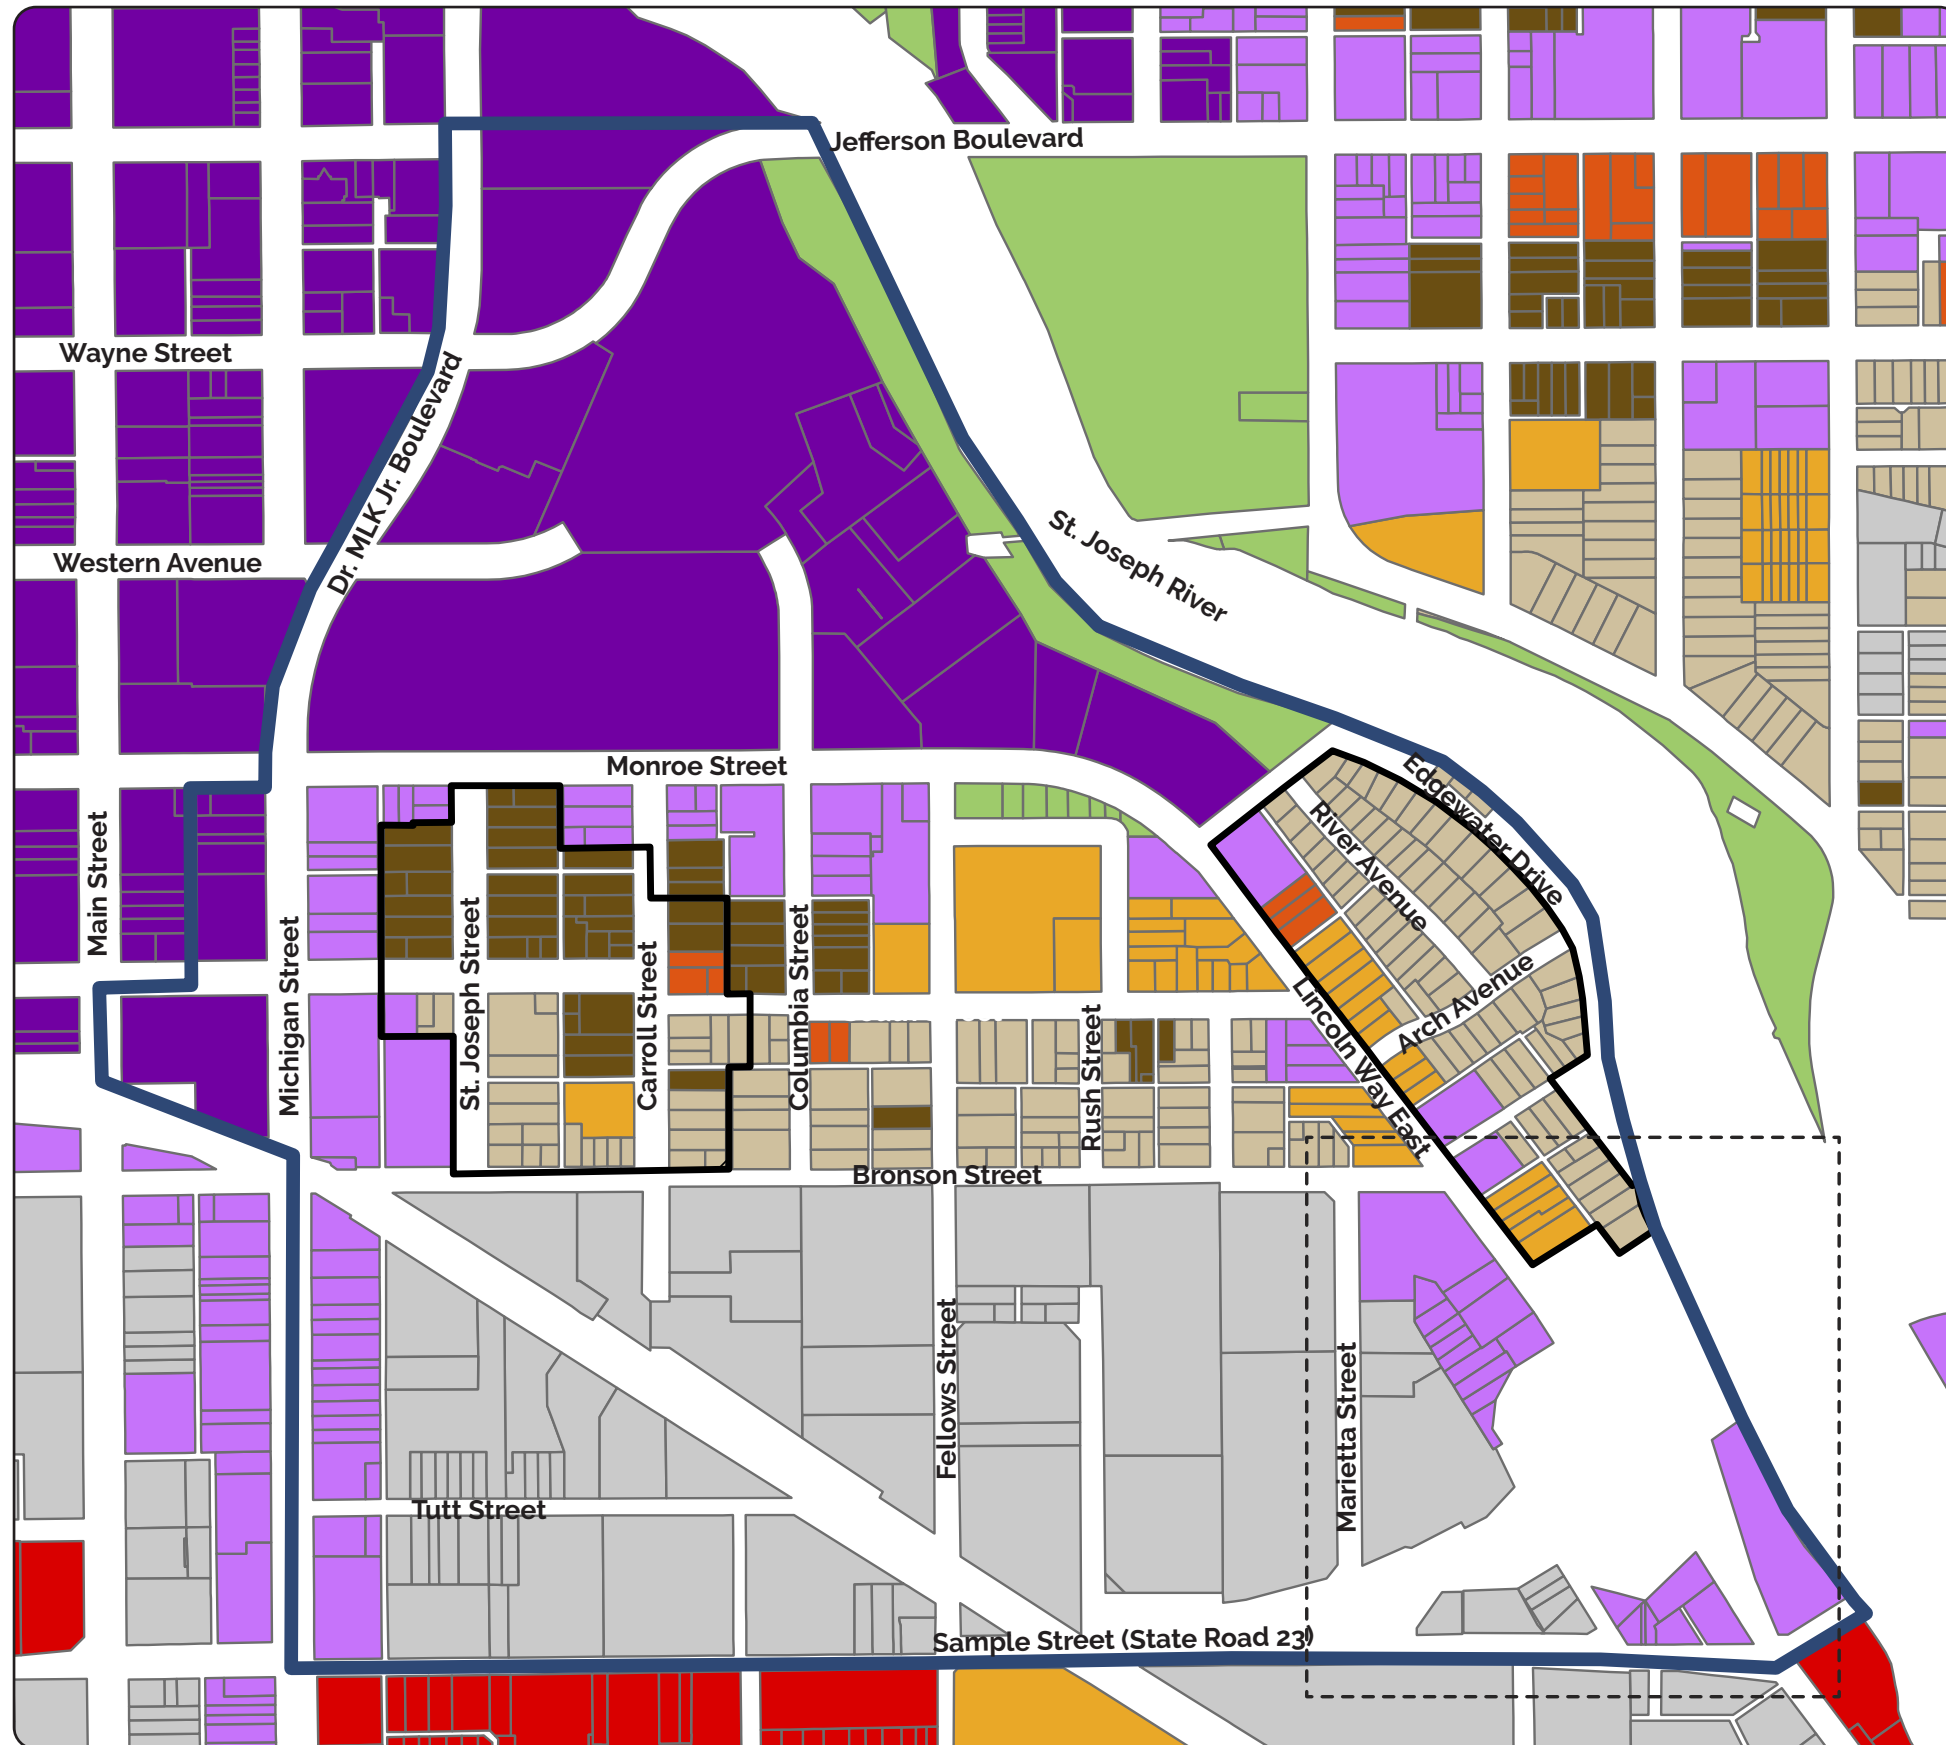 Jefferson Boulevard
Wayne Street
Dr. MLK Jr. Boulevard
Western Avenue
St. Joseph River
Monroe Street
Edgewater Drive
River Avenue
Main Street
Michigan Street
St. Joseph Street
Carroll Street
Columbia Street
Rush Street
Lincoln Way East
Arch Avenue
Bronson Street
Fellows Street
Marietta Street
Tutt Street
Sample Street (State Road 23)